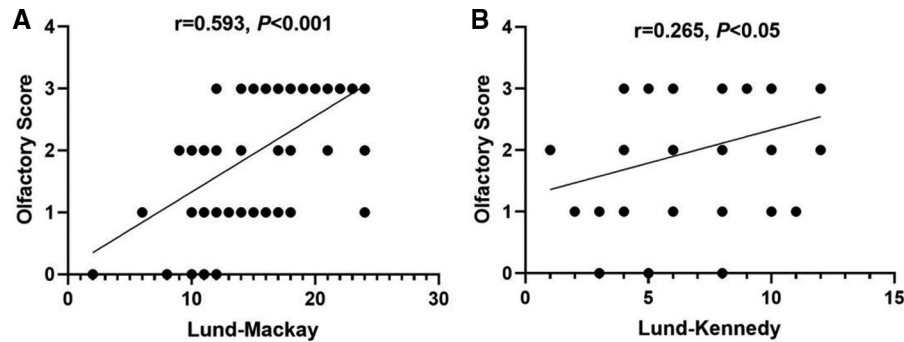 A
r=0.593, P<0.001
4
3
2
1
0
Olfactory Score
0 10 20 30
Lund-Mackay
B
r=0.265, P<0.05
4
3
2
1
0
Olfactory Score
0 5 10 15
Lund-Kennedy